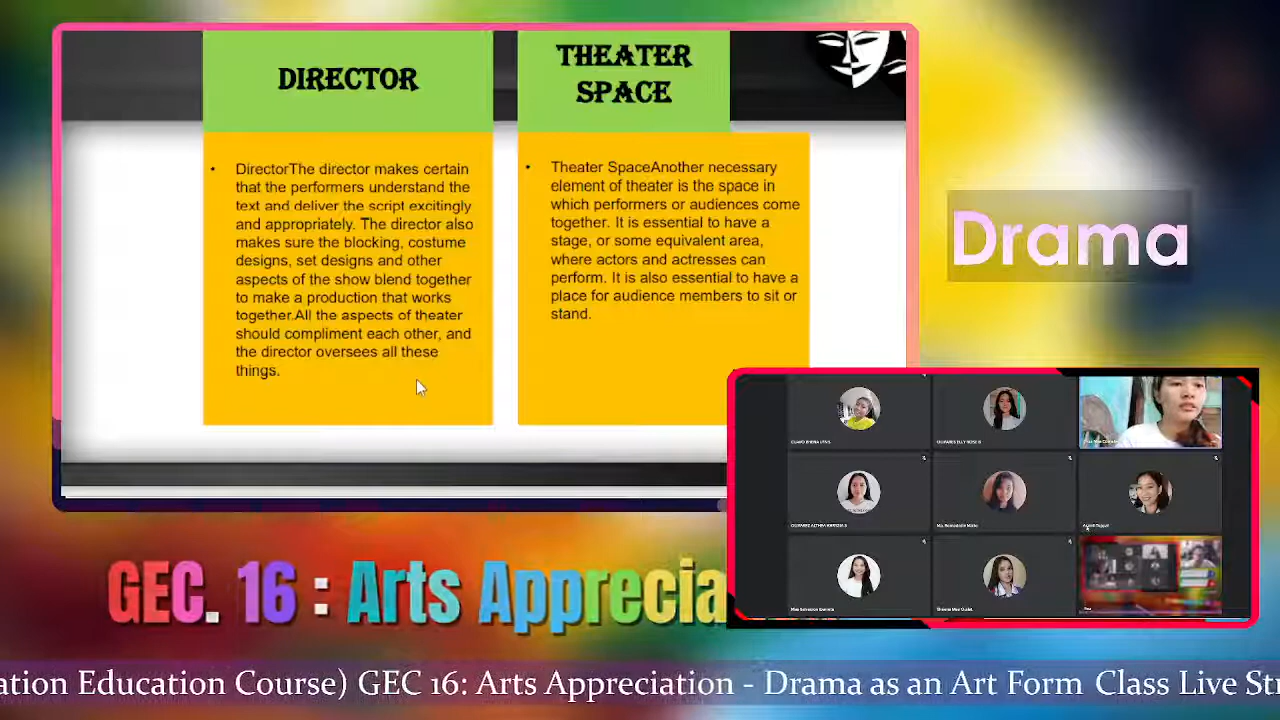 DIRECTOR
THEATER
SPACE
• DirectorThe director makes certain
that the performers understand the
text and deliver the script excitingly
and appropriately. The director also
makes sure the blocking, costume
designs, set designs and other
aspects of the show blend together
to make a production that works
together.All the aspects of theater
should compliment each other, and
the director oversees all these
things.
• Theater SpaceAnother necessary
element of theater is the space in
which performers or audiences come
together. It is essential to have a
stage, or some equivalent area,
where actors and actresses can
perform. It is also essential to have a
place for audience members to sit or
stand.
Drama
GEC. 16 : Arts Apprecia
ation Education Course) GEC 16: Arts Appreciation - Drama as an Art Form Class Live Str